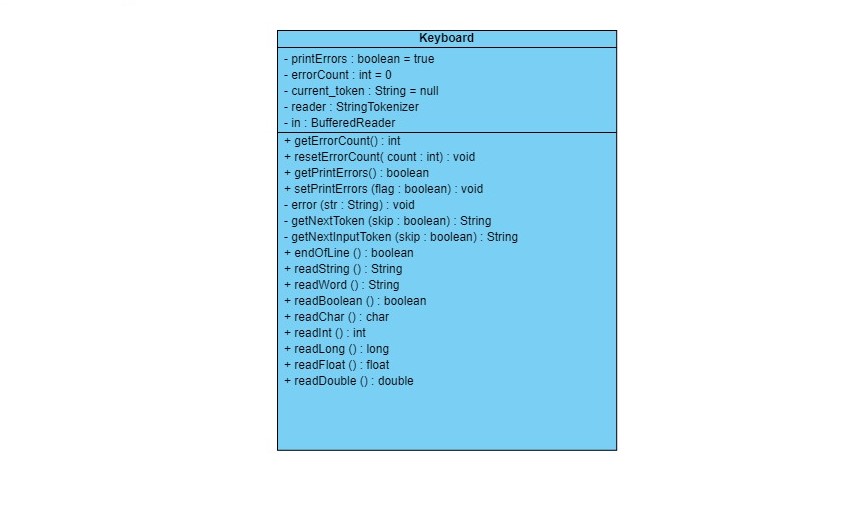 Keyboard
- printErrors : boolean = true
- errorCount : int = 0
- current_token : String = null
- reader : StringTokenizer
- in : BufferedReader
+ getErrorCount() : int
+ resetErrorCount( count : int) : void
+ getPrintErrors() : boolean
+ setPrintErrors (flag : boolean) : void
- error (str : String) : void
- getNextToken (skip : boolean) : String
- getNextInputToken (skip : boolean) : String
+ endOfLine () : boolean
+ readString () : String
+ readWord () : String
+ readBoolean () : boolean
+ readChar () : char
+ readInt () : int
+ readLong () : long
+ readFloat () : float
+ readDouble () : double